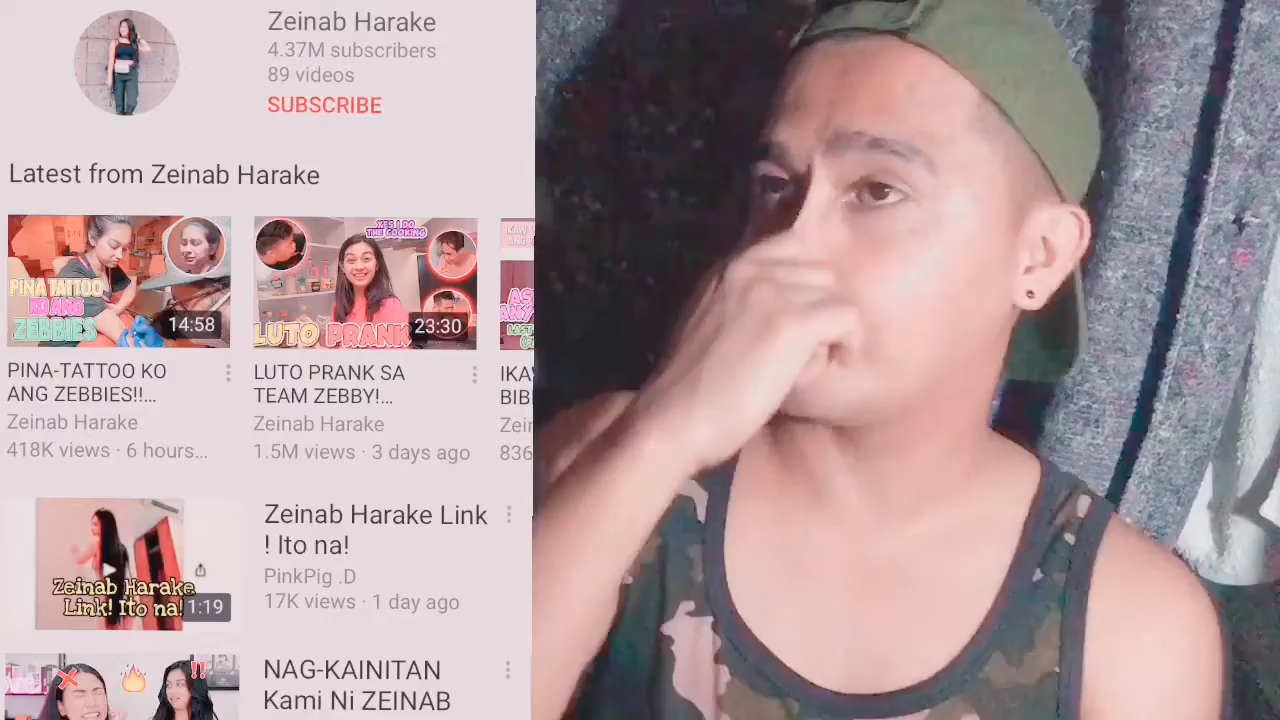 Zeinab Harake
4.37M subscribers
89 videos
SUBSCRIBE
Latest from Zeinab Harake
PINA TATTOO
KO ANG
ZEBBIES
14:58
YES I DO
THE COOKING
LUTO PRANK
23:30
PINA-TATTOO KO
ANG ZEBBIES!!...
Zeinab Harake
418K views · 6 hours...
LUTO PRANK SA
TEAM ZEBBY!...
Zeinab Harake
1.5M views · 3 days ago
836
Zeinab Harake
Link! Ito na!
1:19
Zeinab Harake Link
! Ito na!
PinkPig .D
17K views · 1 day ago
!!
NAG-KAINITAN
Kami Ni ZEINAB